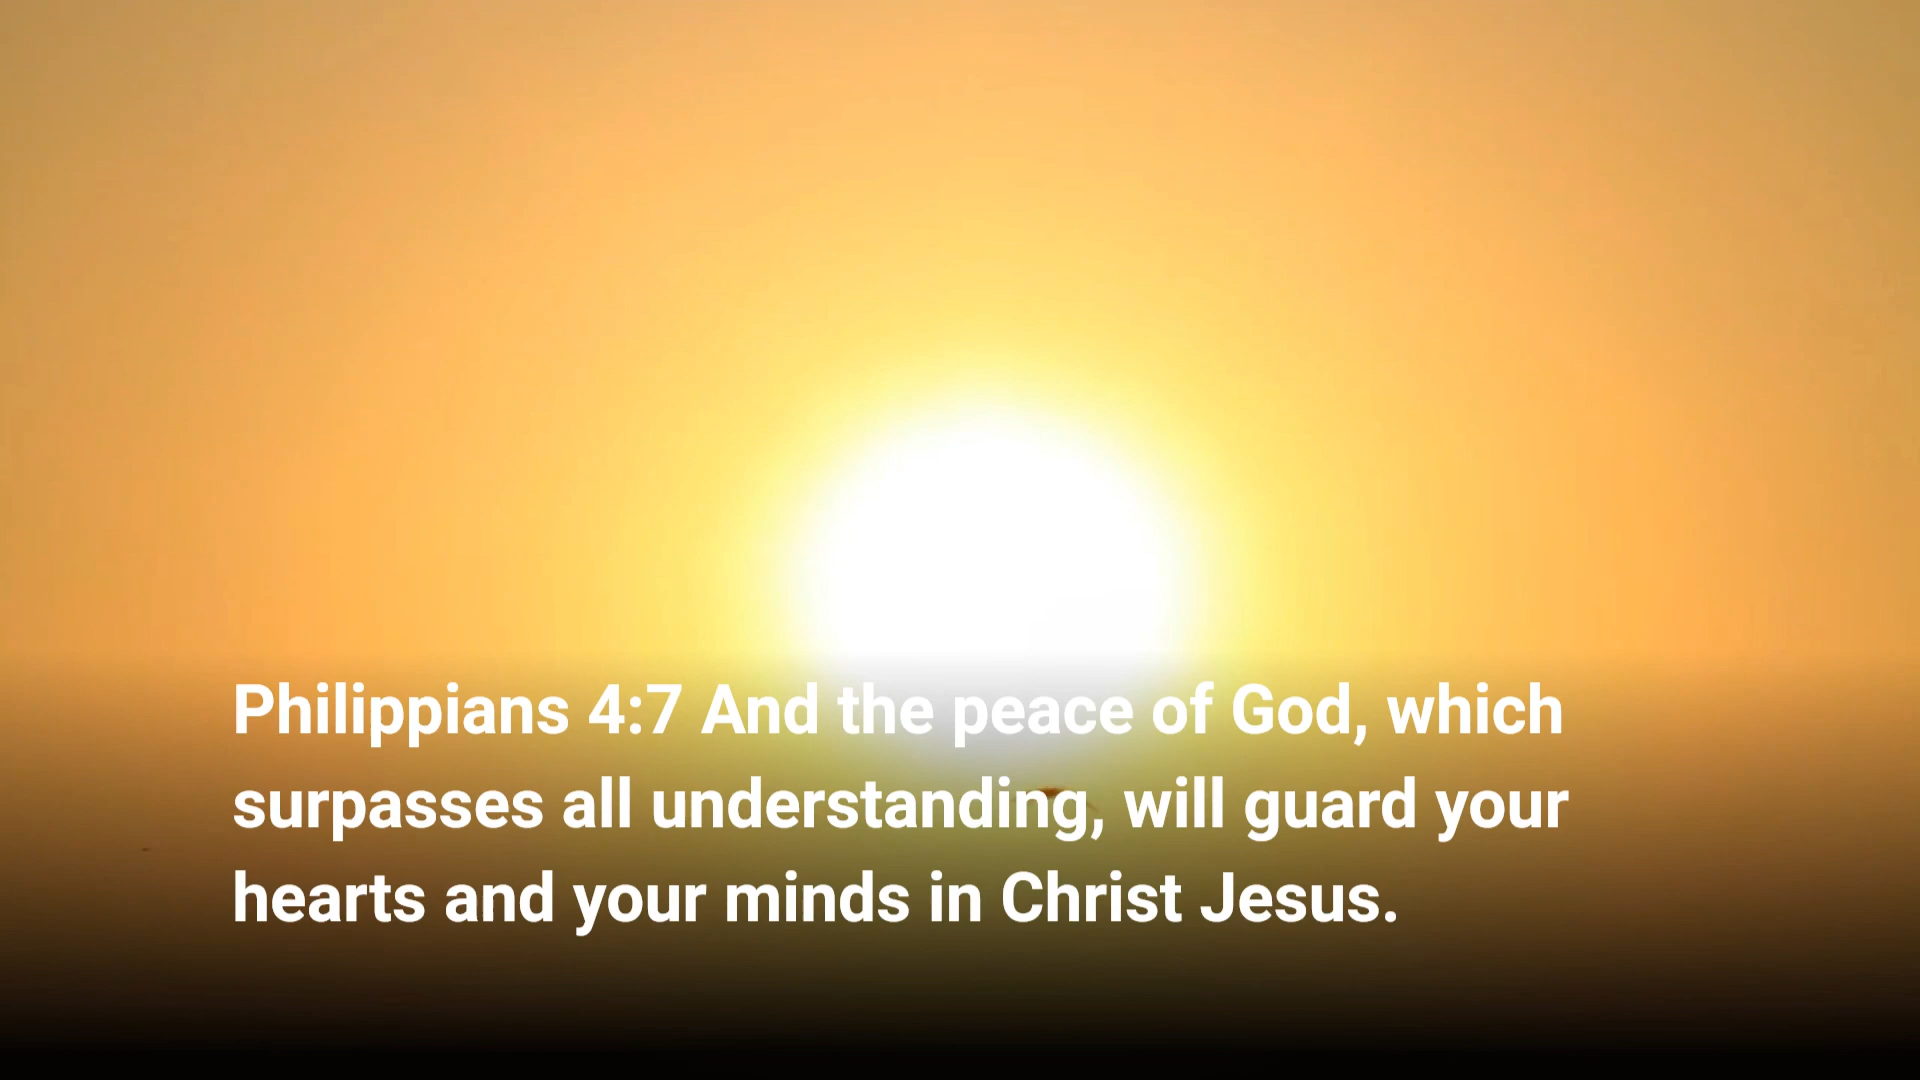 Philippians 4:7 And the peace of God, which
surpasses all understanding, will guard your
hearts and your minds in Christ Jesus.